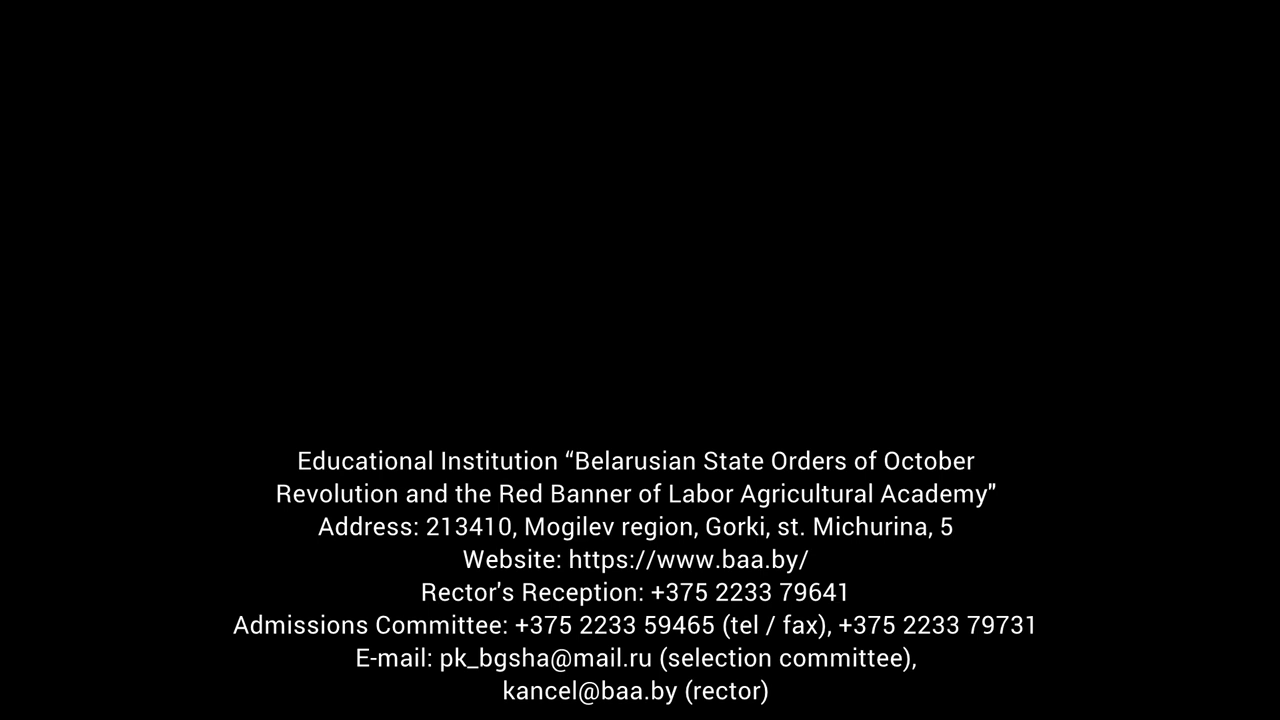 Educational Institution “Belarusian State Orders of October
Revolution and the Red Banner of Labor Agricultural Academy"
Address: 213410, Mogilev region, Gorki, st. Michurina, 5
Website: https://www.baa.by/
Rector's Reception: +375 2233 79641
Admissions Committee: +375 2233 59465 (tel / fax), +375 2233 79731
E-mail: pk_bgsha@mail.ru (selection committee),
kancel@baa.by (rector)